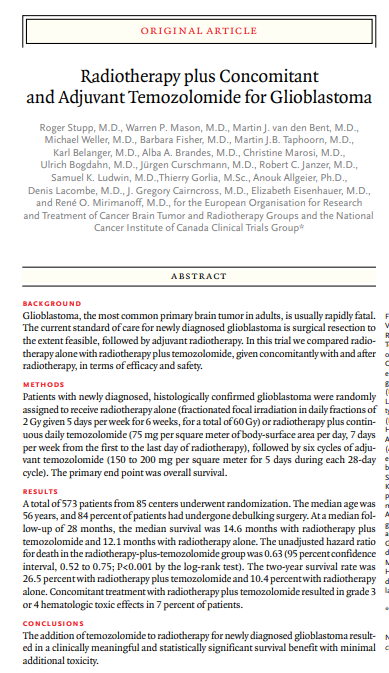 ORIGINAL ARTICLE
Radiotherapy plus Concomitant
and Adjuvant Temozolomide for Glioblastoma
Roger Stupp, M.D., Warren P. Mason, M.D., Martin J. van den Bent, M.D.,
Michael Weller, M.D., Barbara Fisher, M.D., Martin J.B. Taphoorn, M.D.,
Karl Belanger, M.D., Alba A. Brandes, M.D., Christine Marosi, M.D.,
Ulrich Bogdahn, M.D., Jürgen Curschmann, M.D., Robert C. Janzer, M.D.,
Samuel K. Ludwin, M.D.,Thierry Gorlia, M.Sc., Anouk Allgeier, Ph.D.,
Denis Lacombe, M.D., J. Gregory Cairncross, M.D., Elizabeth Eisenhauer, M.D.,
and René O. Mirimanoff, M.D., for the European Organisation for Research
and Treatment of Cancer Brain Tumor and Radiotherapy Groups and the National
Cancer Institute of Canada Clinical Trials Group*
ABSTRACT
BACKGROUND
Glioblastoma, the most common primary brain tumor in adults, is usually rapidly fatal.
The current standard of care for newly diagnosed glioblastoma is surgical resection to
the extent feasible, followed by adjuvant radiotherapy. In this trial we compared radio-
therapy alone with radiotherapy plus temozolomide, given concomitantly with and after
radiotherapy, in terms of efficacy and safety.
METHODS
Patients with newly diagnosed, histologically confirmed glioblastoma were randomly
assigned to receive radiotherapy alone (fractionated focal irradiation in daily fractions of
2 Gy given 5 days per week for 6 weeks, for a total of 60 Gy) or radiotherapy plus contin-
uous daily temozolomide (75 mg per square meter of body-surface area per day, 7 days
per week from the first to the last day of radiotherapy), followed by six cycles of adju-
vant temozolomide (150 to 200 mg per square meter for 5 days during each 28-day
cycle). The primary end point was overall survival.
RESULTS
A total of 573 patients from 85 centers underwent randomization. The median age was
56 years, and 84 percent of patients had undergone debulking surgery. At a median fol-
low-up of 28 months, the median survival was 14.6 months with radiotherapy plus
temozolomide and 12.1 months with radiotherapy alone. The unadjusted hazard ratio
for death in the radiotherapy-plus-temozolomide group was 0.63 (95 percent confidence
interval, 0.52 to 0.75; P<0.001 by the log-rank test). The two-year survival rate was
26.5 percent with radiotherapy plus temozolomide and 10.4 percent with radiotherapy
alone. Concomitant treatment with radiotherapy plus temozolomide resulted in grade 3
or 4 hematologic toxic effects in 7 percent of patients.
CONCLUSIONS
The addition of temozolomide to radiotherapy for newly diagnosed glioblastoma result-
ed in a clinically meaningful and statistically significant survival benefit with minimal
additional toxicity.